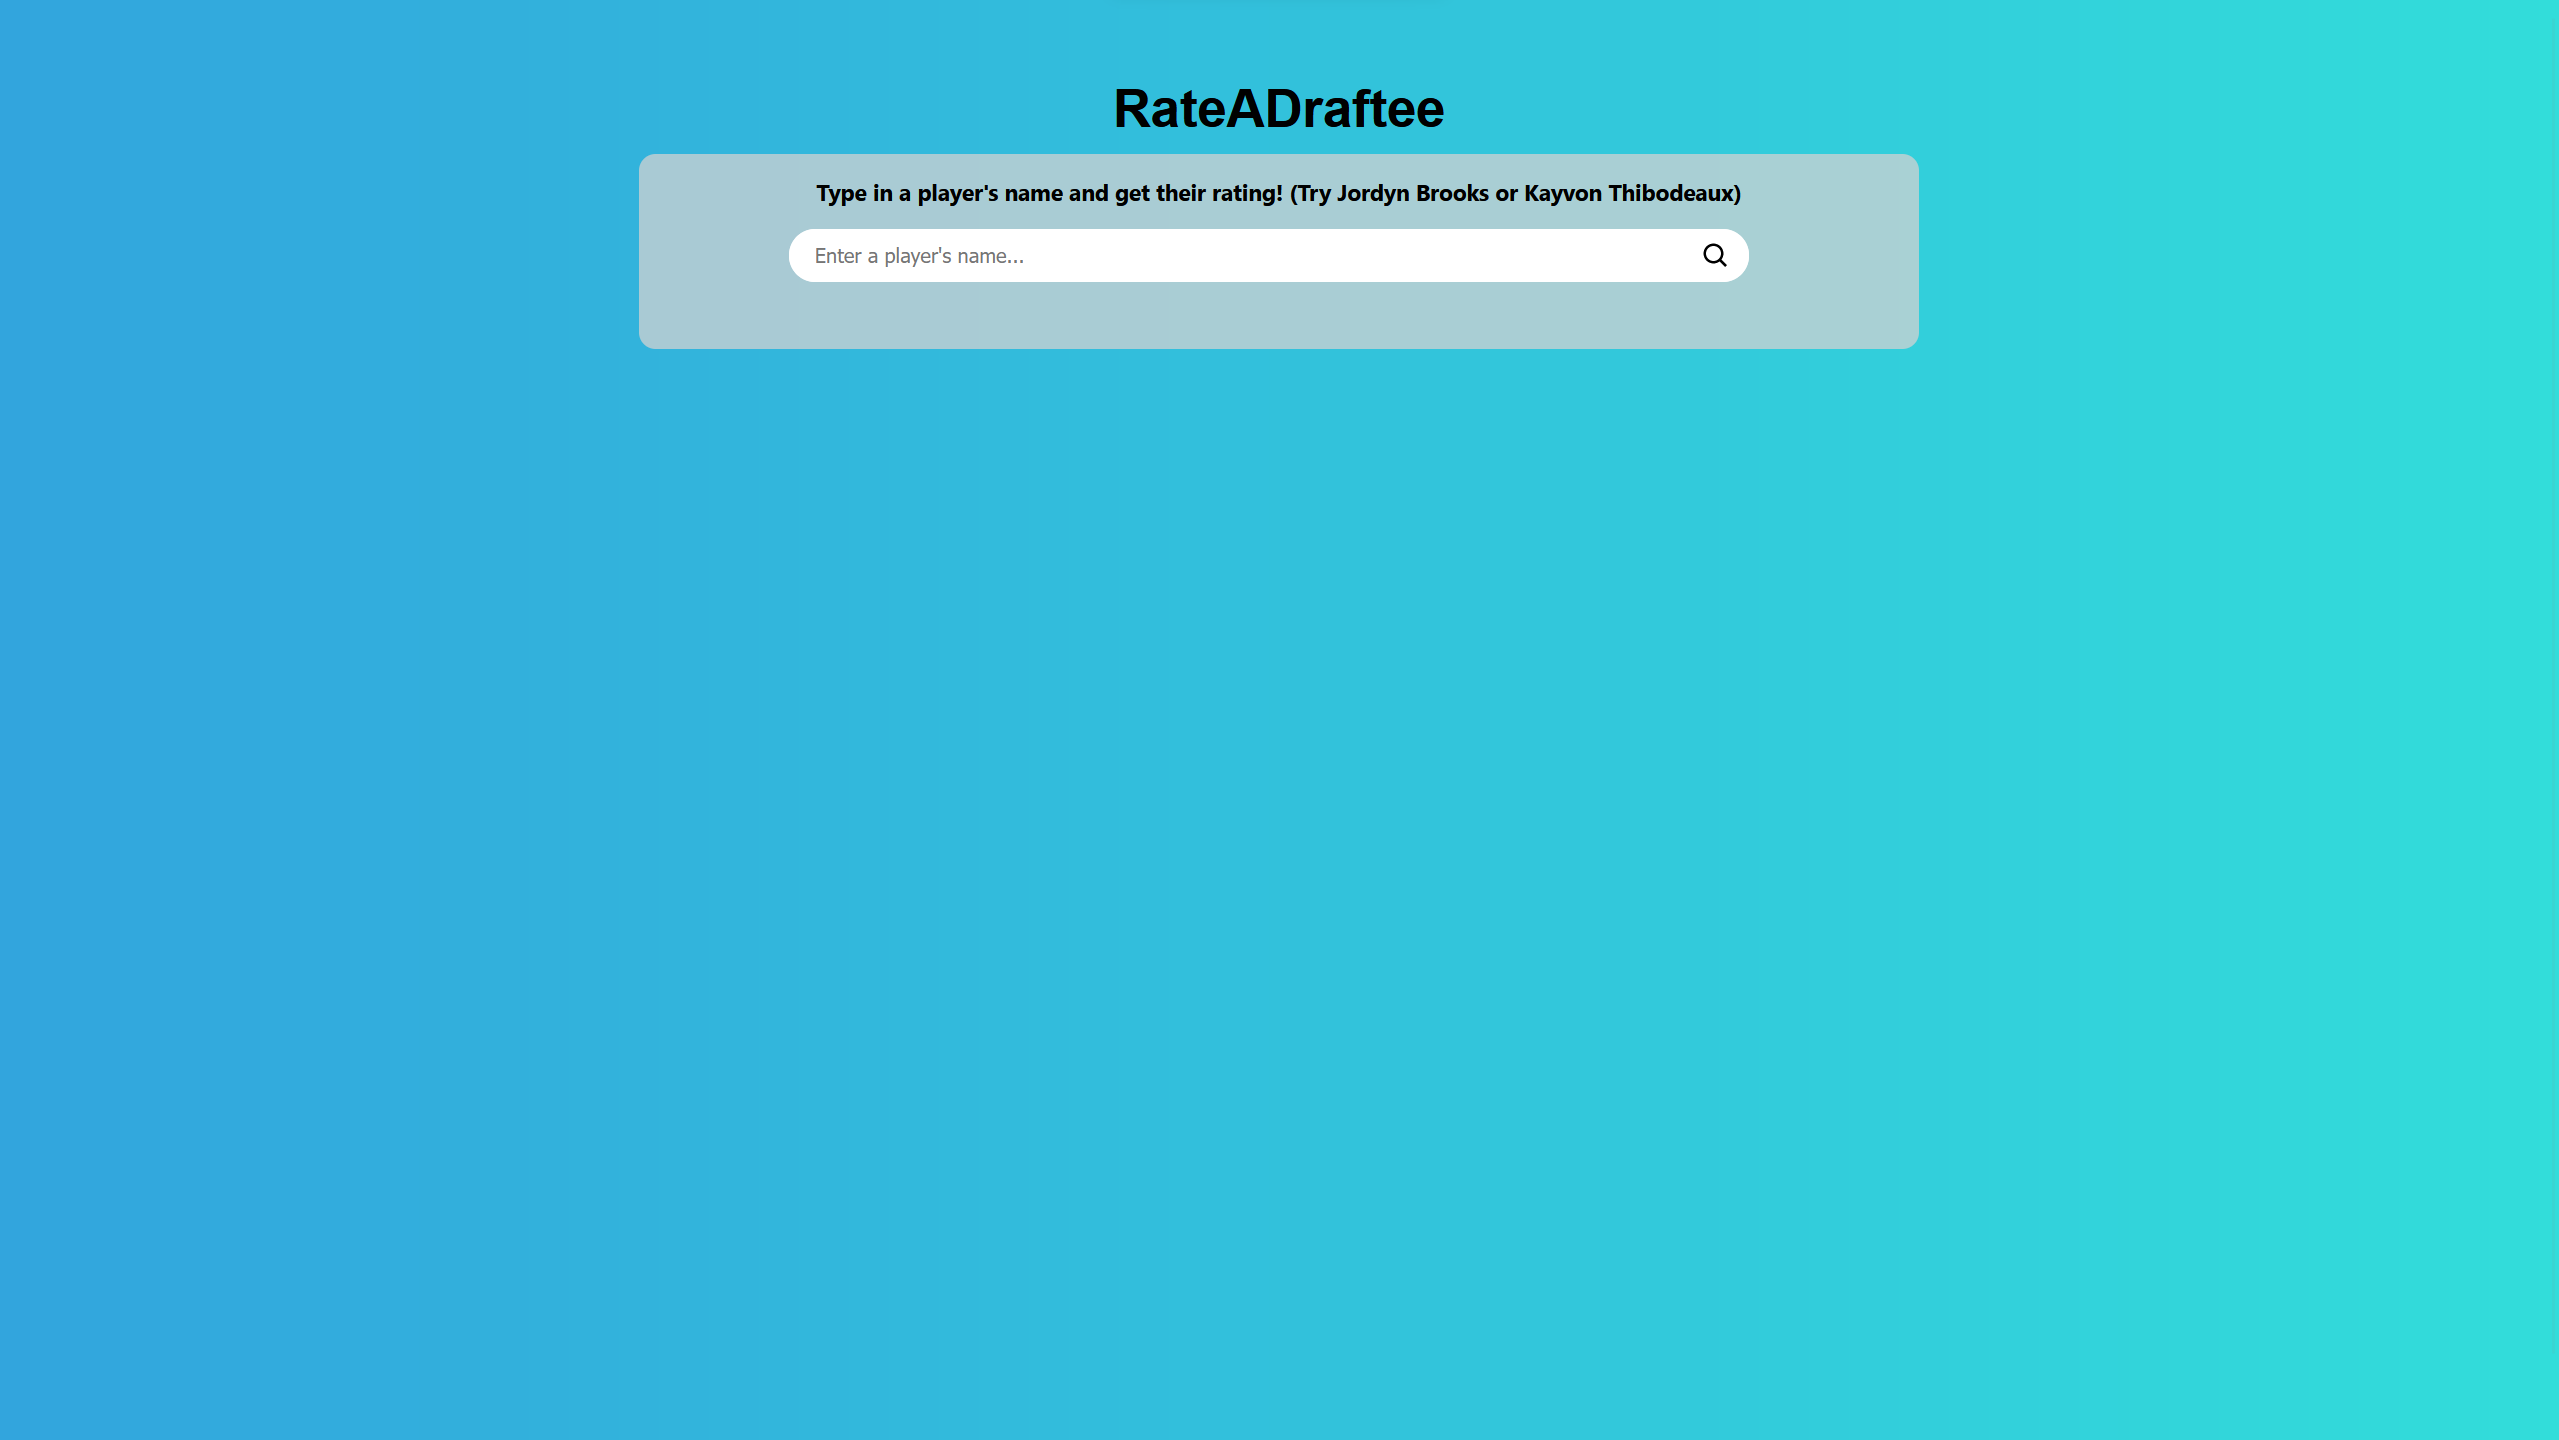 RateADraftee
Type in a player's name and get their rating! (Try Jordyn Brooks or Kayvon Thibodeaux)
Enter a player's name...